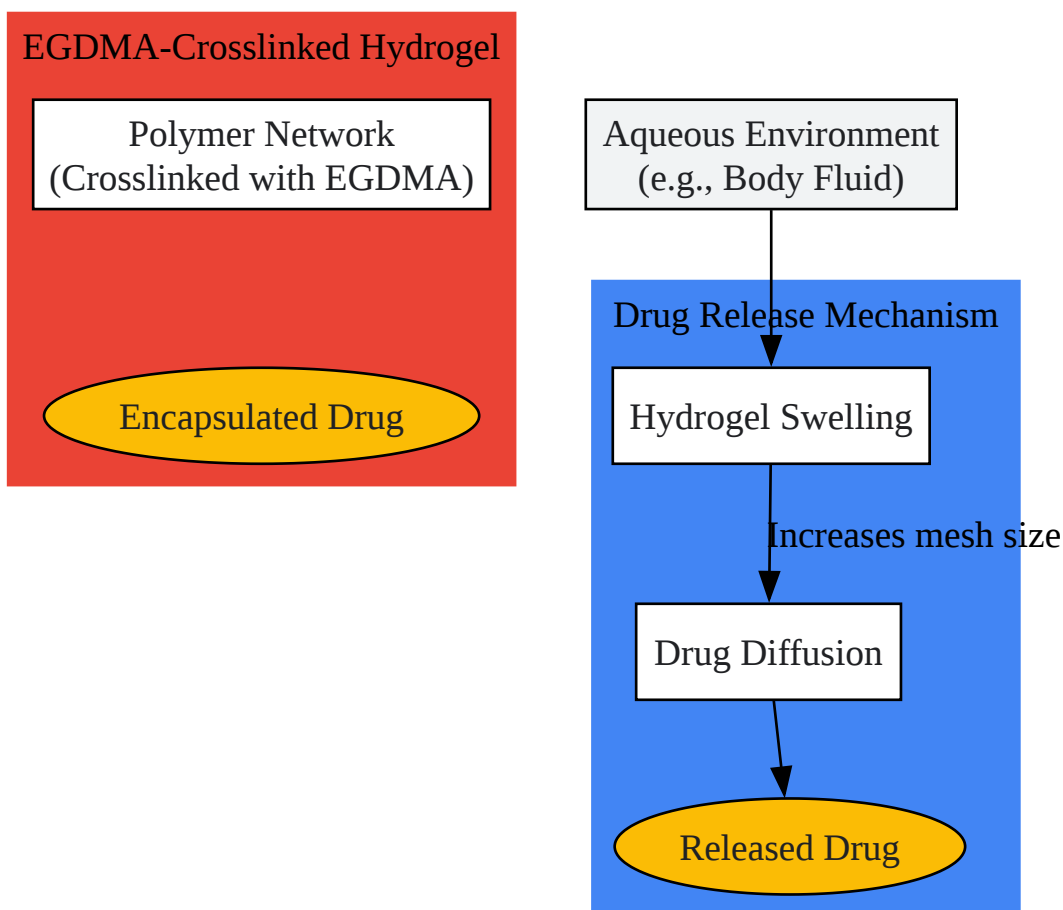 EGDMA-Crosslinked Hydrogel
Polymer Network
(Crosslinked with EGDMA)
Encapsulated Drug
Aqueous Environment
(e.g., Body Fluid)
Drug Release Mechanism
Hydrogel Swelling
Increases mesh size
Drug Diffusion
Released Drug